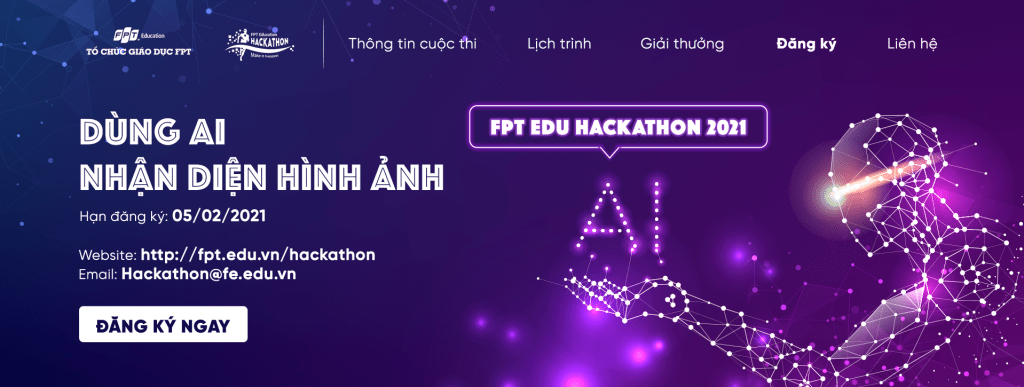 FPT Education
TỔ CHỨC GIÁO DỤC FPT
FPT Education
HACKATHON
Make it happen!
Thông tin cuộc thi
Lịch trình
Giải thưởng
Đăng ký
Liên hệ
DÙNG AI
NHẬN DIỆN HÌNH ẢNH
Hạn đăng ký: 05/02/2021
Website: http://fpt.edu.vn/hackathon
Email: Hackathon@fe.edu.vn
ĐĂNG KÝ NGAY
FPT EDU HACKATHON 2021
AI